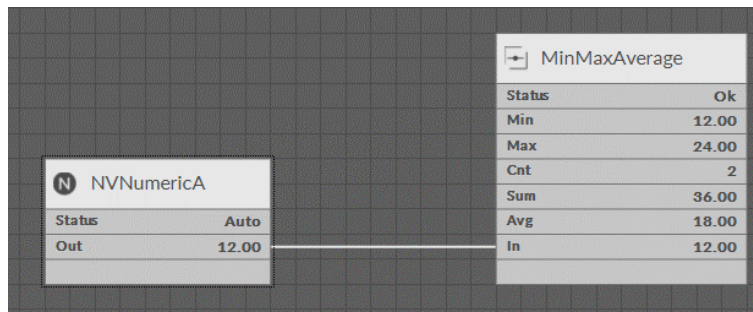 MinMaxAverage
Status Ok
Min 12.00
Max 24.00
Cnt 2
Sum 36.00
Avg 18.00
In 12.00
N NVNumericA
Status Auto
Out 12.00